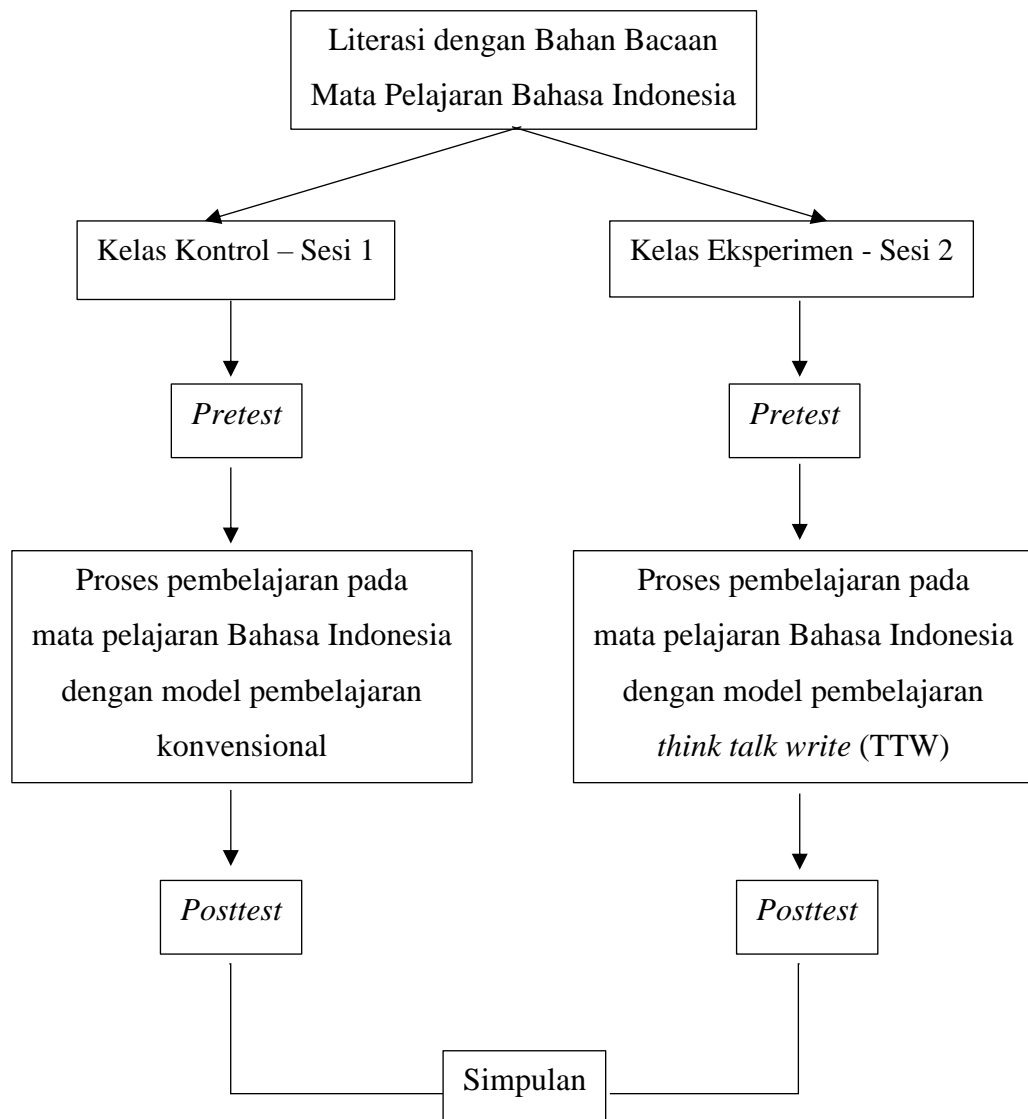 Literasi dengan Bahan Bacaan
Mata Pelajaran Bahasa Indonesia
Kelas Kontrol – Sesi 1
Kelas Eksperimen - Sesi 2
Pretest
Pretest
Proses pembelajaran pada
mata pelajaran Bahasa Indonesia
dengan model pembelajaran
konvensional
Proses pembelajaran pada
mata pelajaran Bahasa Indonesia
dengan model pembelajaran
think talk write (TTW)
Posttest
Posttest
Simpulan